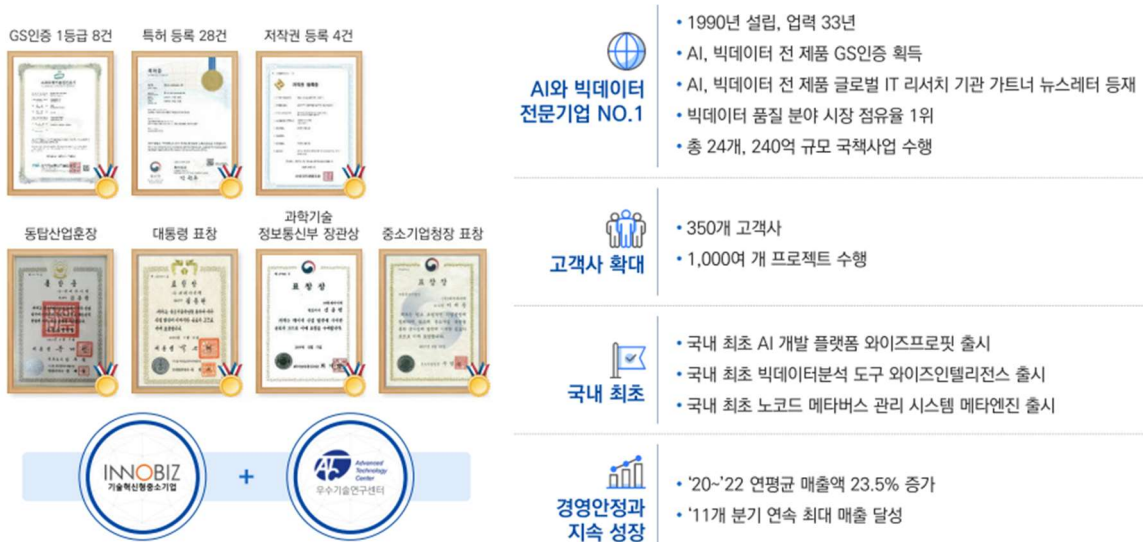 GS인증 1등급 8건
특허 등록 28건
저작권 등록 4건
동탑산업훈장
대통령 표창
과학기술
정보통신부 장관상
중소기업청장 표창
표창장
표창장
표창장
INNOBIZ
기술혁신형중소기업
+
ATC
Advanced
Technology
Center
우수기술연구센터
AI와 빅데이터
전문기업 NO.1
• 1990년 설립, 업력 33년
• AI, 빅데이터 전 제품 GS인증 획득
• AI, 빅데이터 전 제품 글로벌 IT 리서치 기관 가트너 뉴스레터 등재
• 빅데이터 품질 분야 시장 점유율 1위
• 총 24개, 240억 규모 국책사업 수행
고객사 확대
• 350개 고객사
• 1,000여 개 프로젝트 수행
국내 최초
• 국내 최초 AI 개발 플랫폼 와이즈프로핏 출시
• 국내 최초 빅데이터분석 도구 와이즈인텔리전스 출시
• 국내 최초 노코드 메타버스 관리 시스템 메타엔진 출시
경영안정과
지속 성장
• ‘20~’22 연평균 매출액 23.5% 증가
• ‘11개 분기 연속 최대 매출 달성